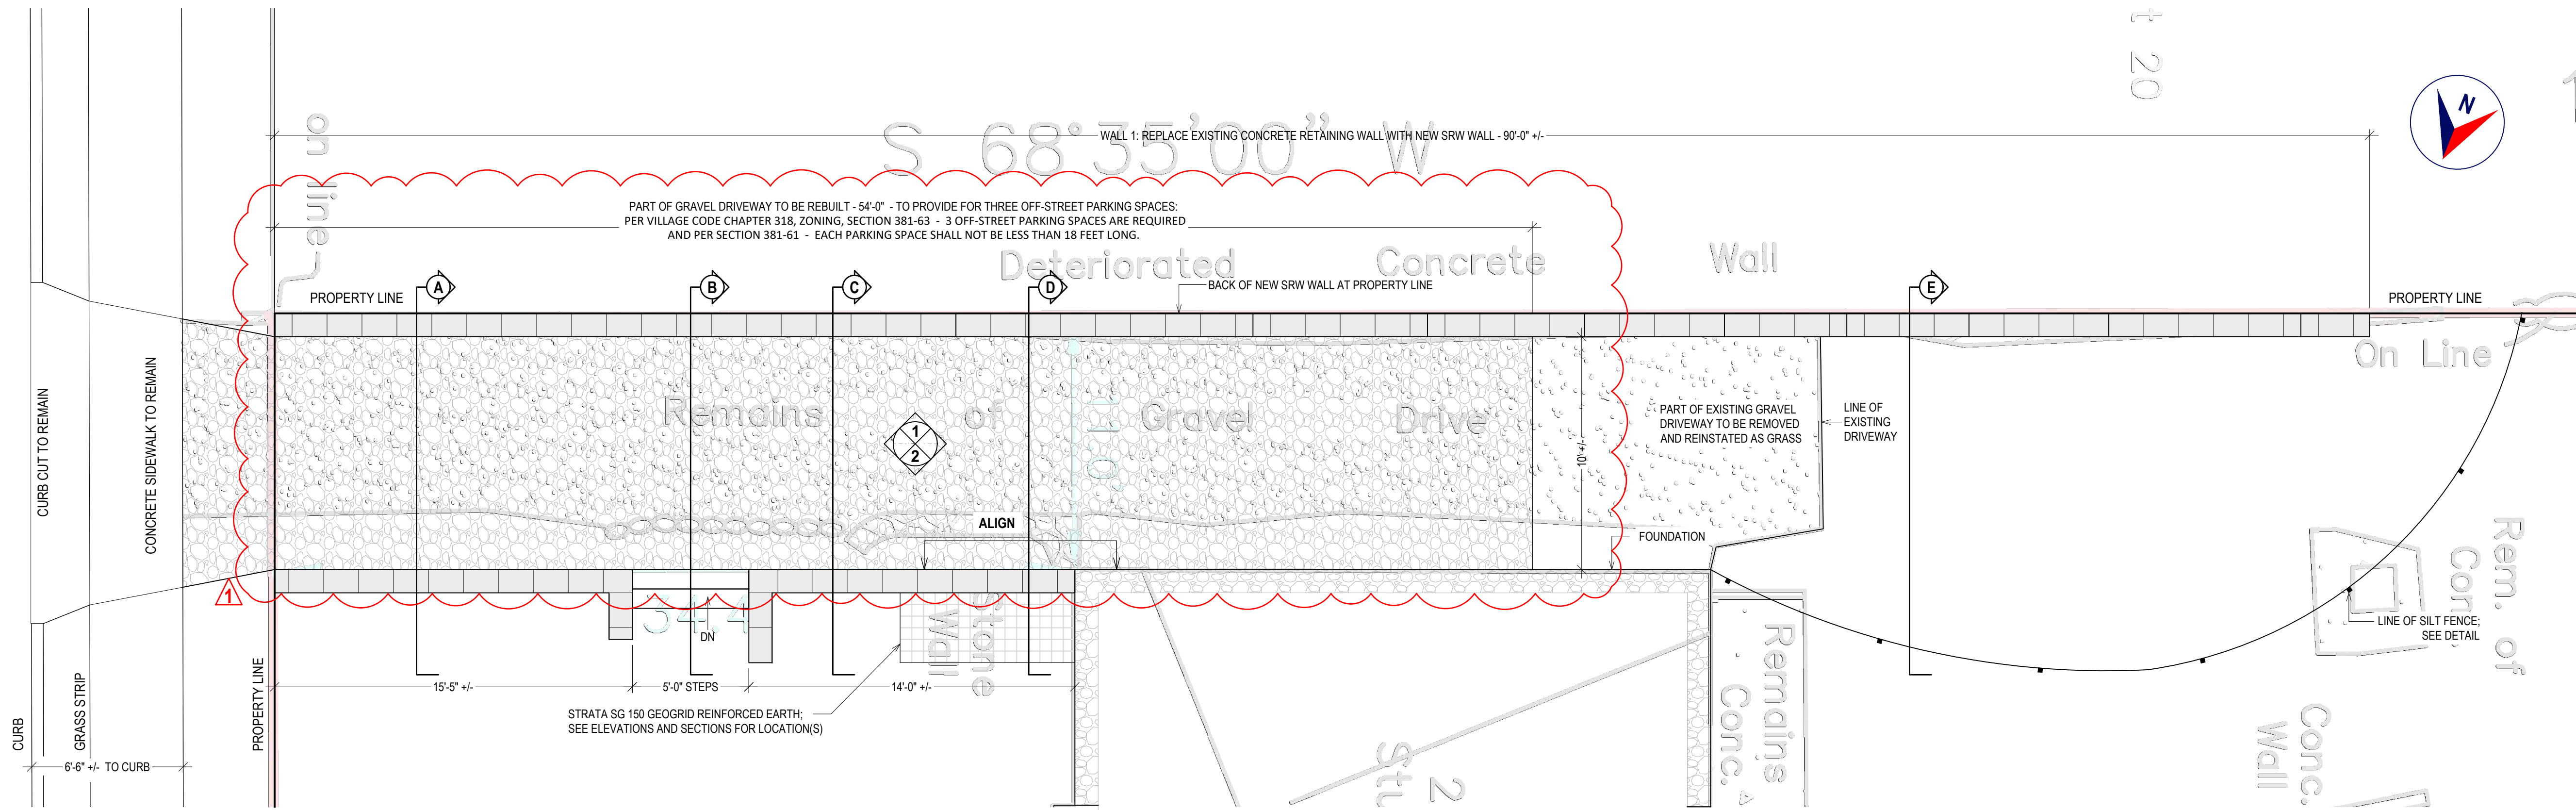 t 20
1
N
on line
S 68°35'00" W
WALL 1: REPLACE EXISTING CONCRETE RETAINING WALL WITH NEW SRW WALL - 90'-0" +/-
PART OF GRAVEL DRIVEWAY TO BE REBUILT - 54'-0" - TO PROVIDE FOR THREE OFF-STREET PARKING SPACES:
PER VILLAGE CODE CHAPTER 318, ZONING, SECTION 381-63 - 3 OFF-STREET PARKING SPACES ARE REQUIRED
AND PER SECTION 381-61 - EACH PARKING SPACE SHALL NOT BE LESS THAN 18 FEET LONG.
Deteriorated Concrete Wall
A
B
C
D
E
PROPERTY LINE
BACK OF NEW SRW WALL AT PROPERTY LINE
PROPERTY LINE
On Line
CURB CUT TO REMAIN
CONCRETE SIDEWALK TO REMAIN
Remains of Gravel Drive
1
2
10' +/-
PART OF EXISTING GRAVEL
DRIVEWAY TO BE REMOVED
AND REINSTATED AS GRASS
LINE OF
EXISTING
DRIVEWAY
ALIGN
FOUNDATION
1
34.4
DN
Stone
Wall
15'-5" +/-
5'-0" STEPS
14'-0" +/-
STRATA SG 150 GEOGRID REINFORCED EARTH;
SEE ELEVATIONS AND SECTIONS FOR LOCATION(S)
LINE OF SILT FENCE;
SEE DETAIL
Rem. of
Con.
Remains
Conc.
Conc.
Wall
2
CURB
GRASS STRIP
PROPERTY LINE
6'-6" +/- TO CURB